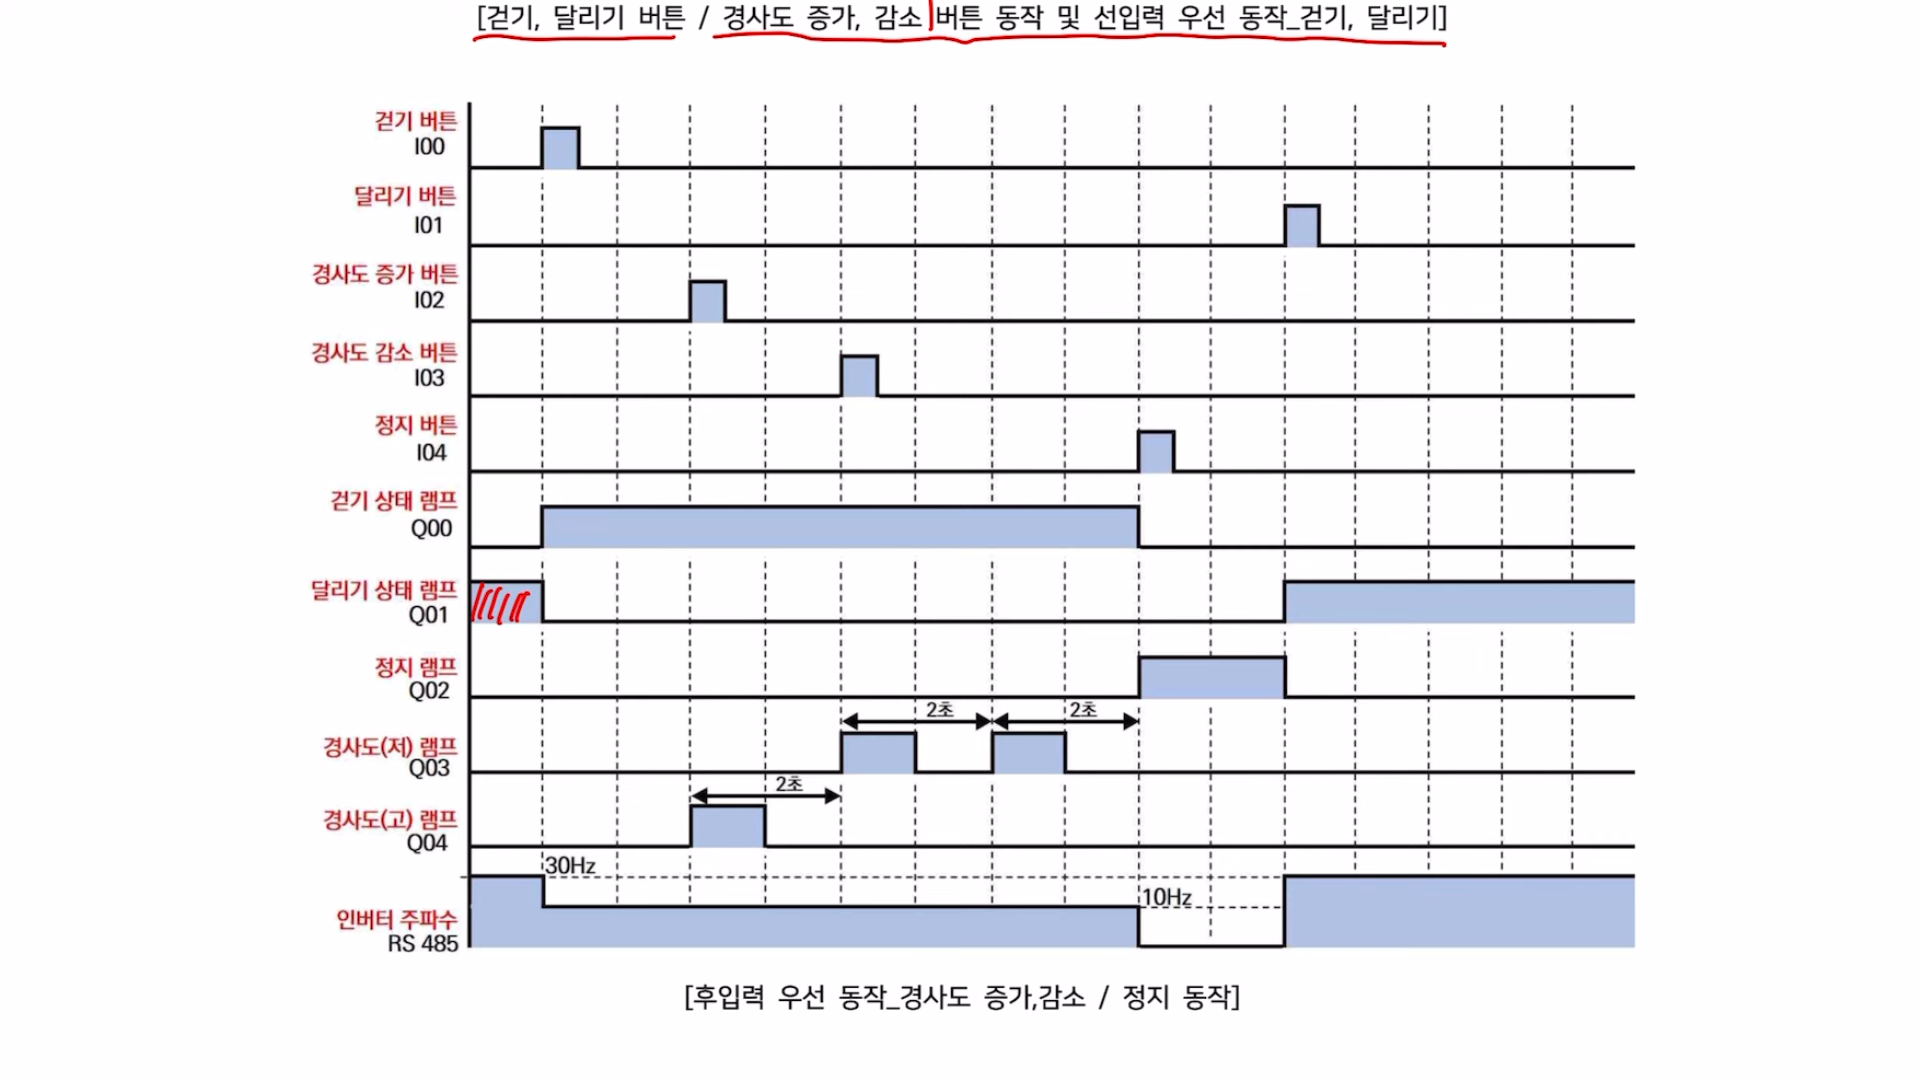 [걷기, 달리기 버튼 / 경사도 증가, 감소 버튼 동작 및 선입력 우선 동작_걷기, 달리기]
걷기 버튼
I00
달리기 버튼
I01
경사도 증가 버튼
I02
경사도 감소 버튼
I03
정지 버튼
I04
걷기 상태 램프
Q00
달리기 상태 램프
Q01
정지 램프
Q02
2초 2초
경사도(저) 램프
Q03
2초
경사도(고) 램프
Q04
30Hz
10Hz
인버터 주파수
RS 485
[후입력 우선 동작_경사도 증가,감소 / 정지 동작]